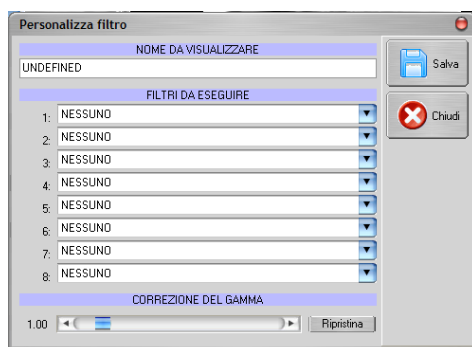 Personalizza filtro
NOME DA VISUALIZZARE
UNDEFINED
Salva
FILTRI DA ESEGUIRE
Chiudi
1: NESSUNO
2: NESSUNO
3: NESSUNO
4: NESSUNO
5: NESSUNO
6: NESSUNO
7: NESSUNO
8: NESSUNO
CORREZIONE DEL GAMMA
1.00 Ripristina